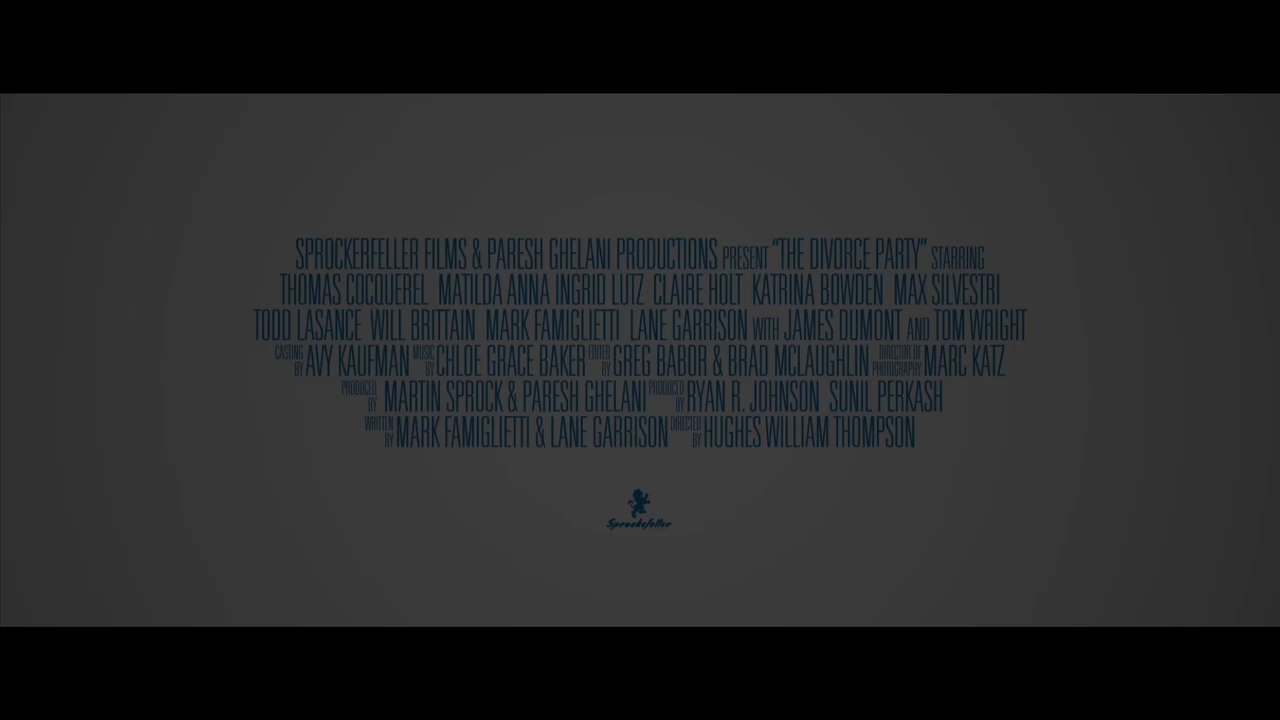 SPROCKERFELLER FILMS & PARESH GHELANI PRODUCTIONS PRESENT “THE DIVORCE PARTY” STARRING
THOMAS COCQUEREL MATILDA ANNA INGRID LUTZ CLAIRE HOLT KATRINA BOWDEN MAX SILVESTRI
TODD LASANCE WILL BRITTAIN MARK FAMIGLIETTI LANE GARRISON WITH JAMES DUMONT AND TOM WRIGHT
CASTING BY AVY KAUFMAN MUSIC BY CHLOE GRACE BAKER EDITED BY GREG BABOR & BRAD MCLAUGHLIN DIRECTOR OF PHOTOGRAPHY MARC KATZ
PRODUCED BY MARTIN SPROCK & PARESH GHELANI PRODUCED BY RYAN R. JOHNSON SUNIL PERKASH
WRITTEN BY MARK FAMIGLIETTI & LANE GARRISON DIRECTED BY HUGHES WILLIAM THOMPSON
Sprockefeller